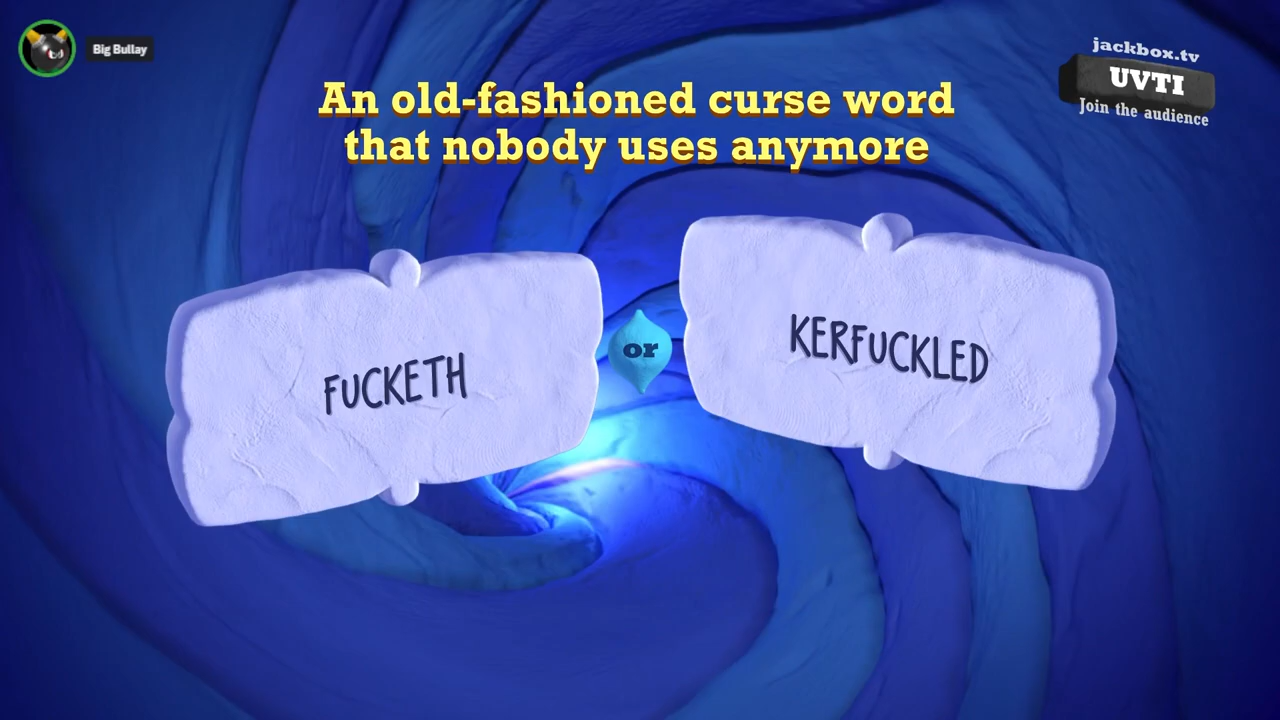 Big Bullay
jackbox.tv
UVTI
Join the audience
An old-fashioned curse word
that nobody uses anymore
FUCKETH
or
KERFUCKLED